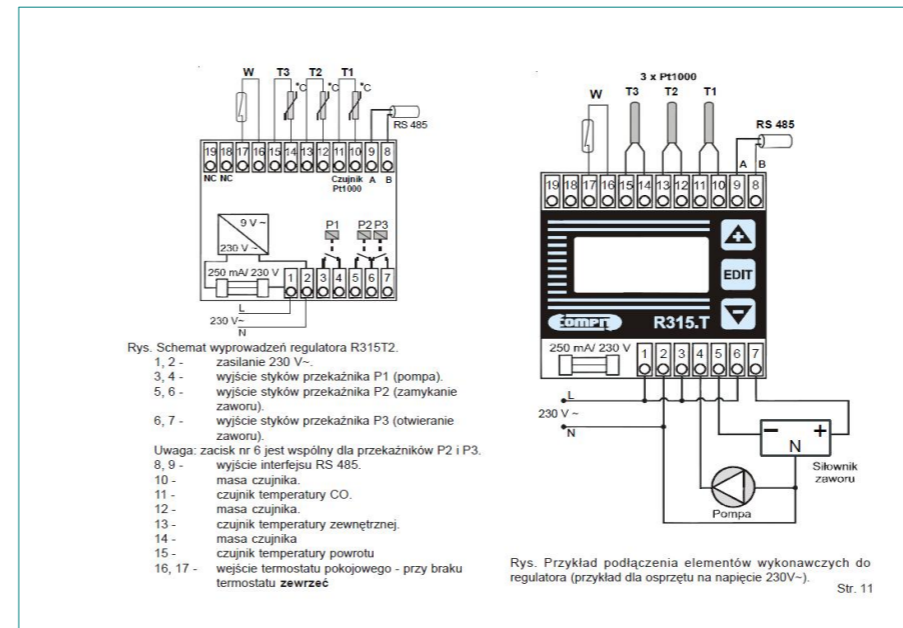 W T3 T2 T1
°C °C °C
RS 485
19 18 17 16 15 14 13 12 11 10 9 8
NC NC Czujnik Pt1000 A B
9 V~
230 V ~
P1 P2 P3
250 mA/ 230 V
1 2 3 4 5 6 7
L
230 V~
N
Rys. Schemat wyprowadzeń regulatora R315T2.
1, 2 - zasilanie 230 V~.
3, 4 - wyjście styków przekaźnika P1 (pompa).
5, 6 - wyjście styków przekaźnika P2 (zamykanie
zaworu).
6, 7 - wyjście styków przekaźnika P3 (otwieranie
zaworu).
Uwaga: zacisk nr 6 jest wspólny dla przekaźników P2 i P3.
8, 9 - wyjście interfejsu RS 485.
10 - masa czujnika.
11 - czujnik temperatury CO.
12 - masa czujnika.
13 - czujnik temperatury zewnętrznej.
14 - masa czujnika
15 - czujnik temperatury powrotu
16, 17 - wejście termostatu pokojowego - przy braku
termostatu zewrzeć
3 x Pt1000
W T3 T2 T1
RS 485
A B
19 18 17 16 15 14 13 12 11 10 9 8
EDIT
COMPIT R315.T
250 mA/ 230 V
1 2 3 4 5 6 7
L
230 V ~
N
N
Siłownik
zaworu
Pompa
Rys. Przykład podłączenia elementów wykonawczych do
regulatora (przykład dla osprzętu na napięcie 230V~).
Str. 11